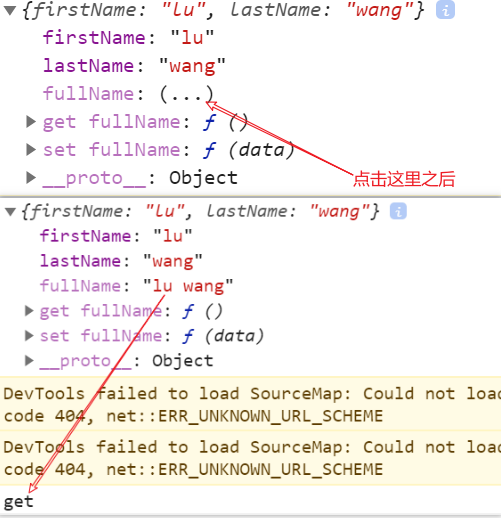 ▼{firstName: "lu", lastName: "wang"} i
firstName: "lu"
lastName: "wang"
fullName: (...)
▶ get fullName: ƒ ()
▶ set fullName: ƒ (data)
▶ __proto__: Object
点击这里之后
▼{firstName: "lu", lastName: "wang"} i
firstName: "lu"
lastName: "wang"
fullName: "lu wang"
▶ get fullName: ƒ ()
▶ set fullName: ƒ (data)
▶ __proto__: Object
DevTools failed to load SourceMap: Could not loa
code 404, net::ERR_UNKNOWN_URL_SCHEME
DevTools failed to load SourceMap: Could not loa
code 404, net::ERR_UNKNOWN_URL_SCHEME
get